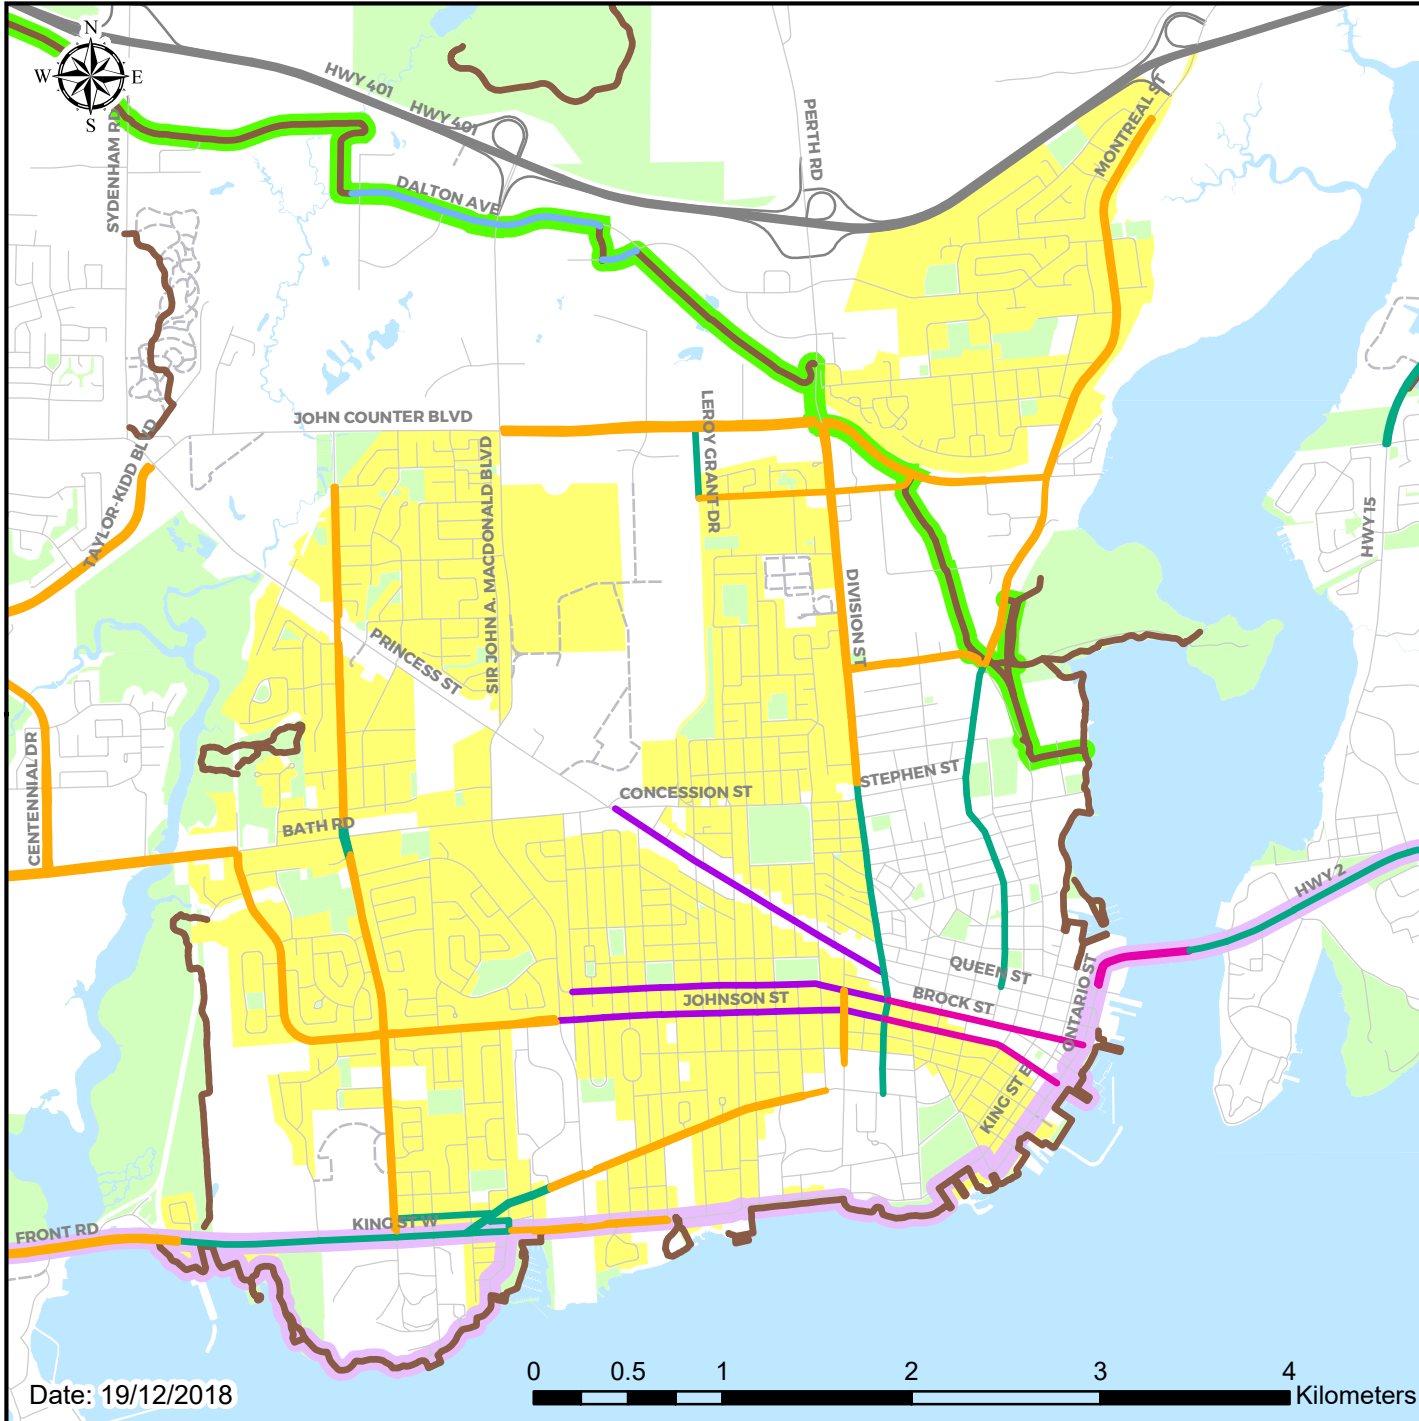 N
W E
S
HWY 401
HWY 401
PERTH RD
MONTREAL ST
SYDENHAM RD
DALTON AVE
JOHN COUNTER BLVD
LEROY GRANT DR
TAYLOR-KIDD BLVD
SIR JOHN A. MACDONALD BLVD
HWY 15
DIVISION ST
PRINCESS ST
CENTENNIAL DR
STEPHEN ST
CONCESSION ST
BATH RD
HWY 2
QUEEN ST
BROCK ST
JOHNSON ST
ONTARIO ST
KING ST E
KING ST W
FRONT RD
0 0.5 1 2 3 4
Kilometers
Date: 19/12/2018